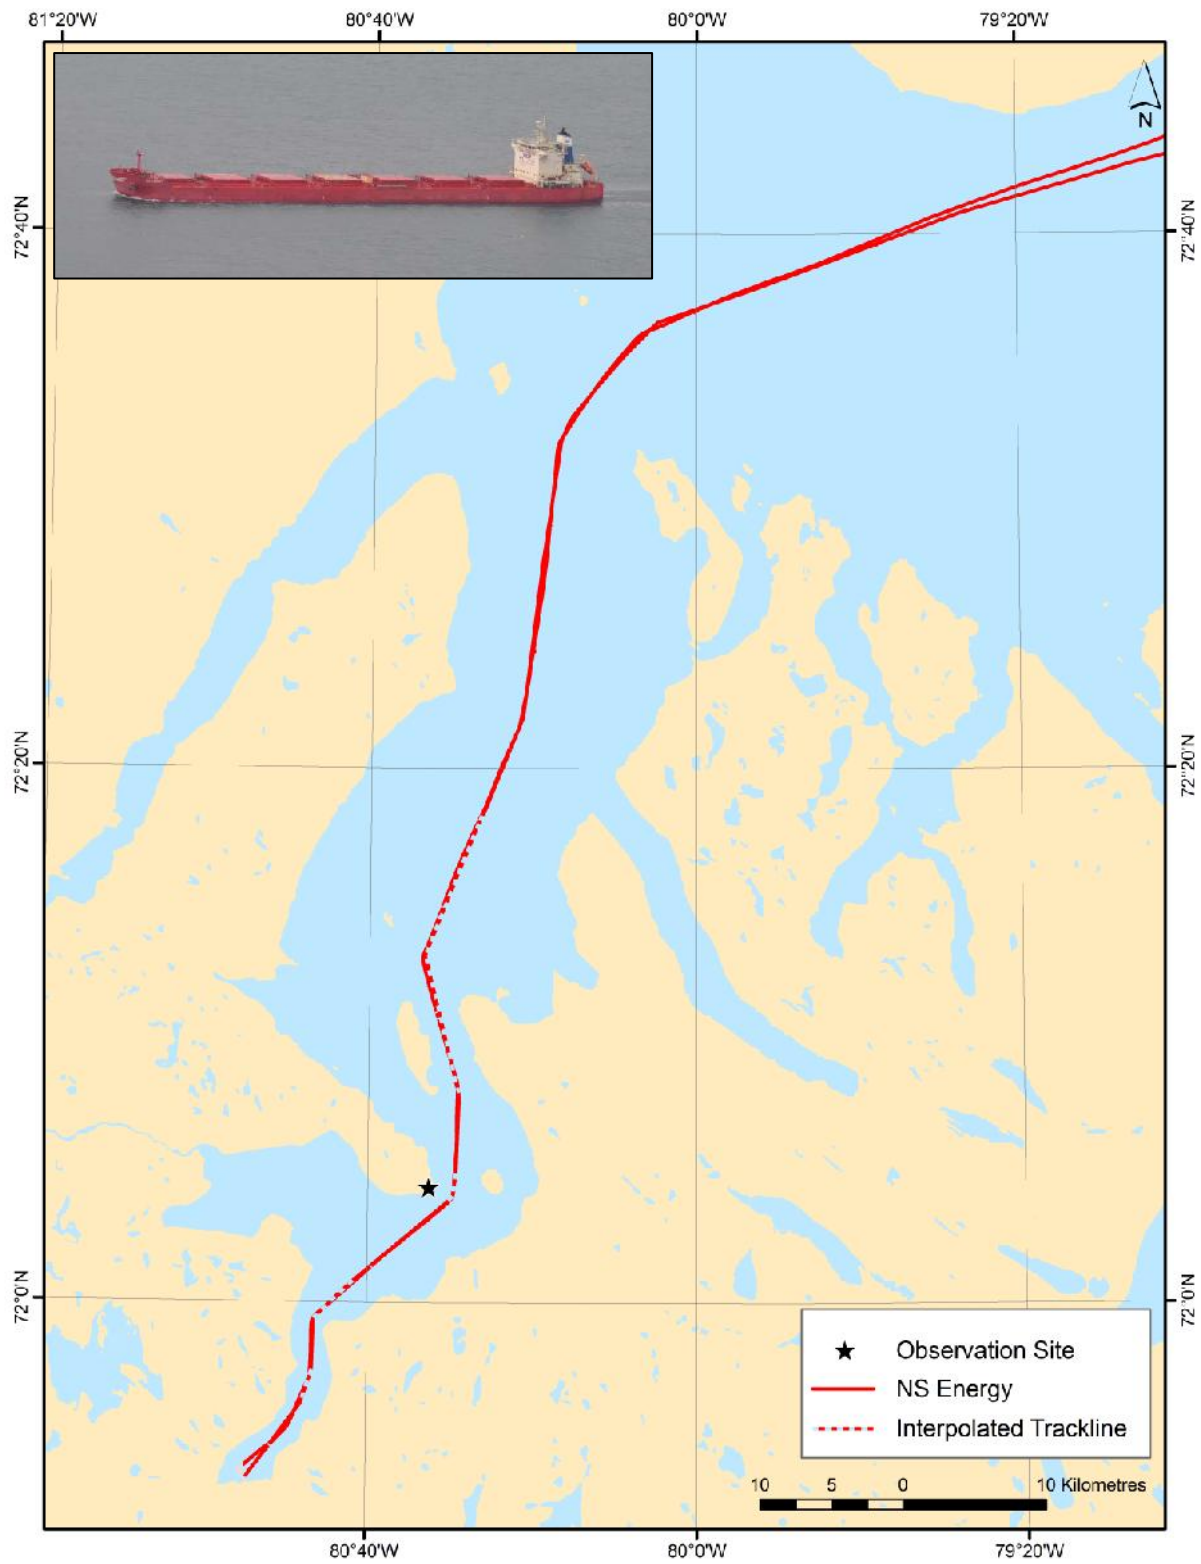 81°20'W 80°40'W 80°0'W 79°20'W
N
72°40'N 72°40'N
72°20'N 72°20'N
72°0'N 72°0'N
Observation Site
NS Energy
Interpolated Trackline
10 5 0 10 Kilometres
80°40'W 80°0'W 79°20'W